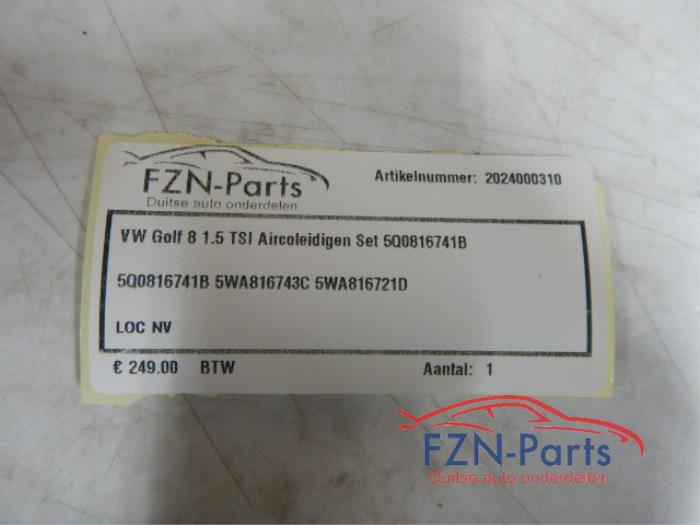 FZN-Parts
Duitse auto onderdelen
Artikelnummer: 2024000310
VW Golf 8 1.5 TSI Aircoleidigen Set 5Q0816741B
5Q0816741B 5WA816743C 5WA816721D
LOC NV
€ 249.00 BTW Aantal: 1
FZN-Parts
Duitse auto onderdelen